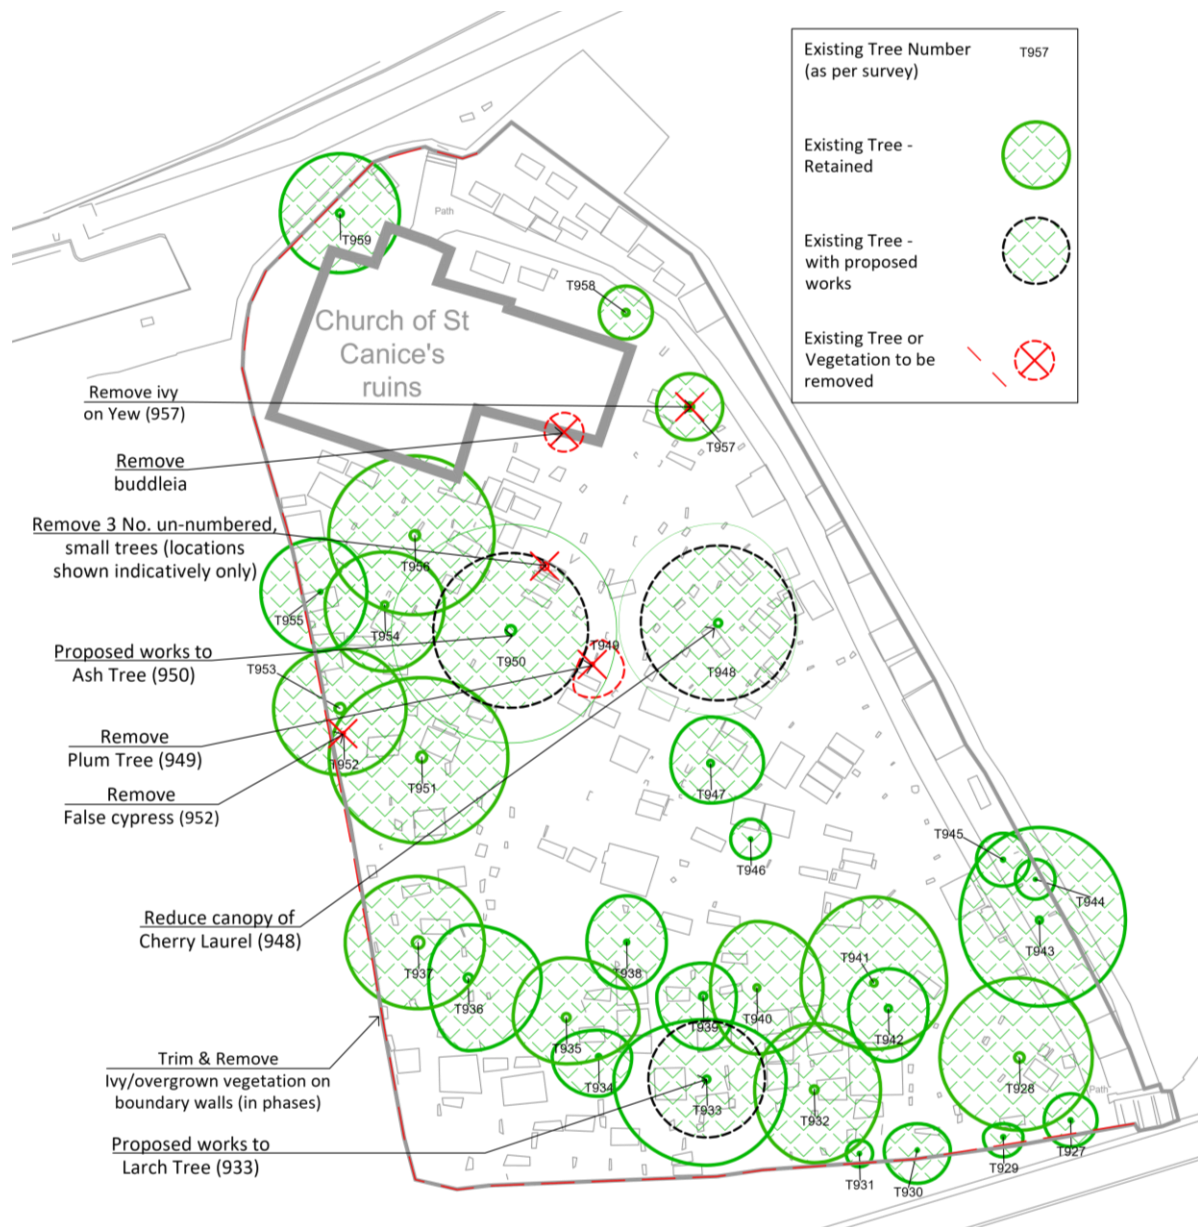 Existing Tree Number
(as per survey)
T957
Existing Tree -
Retained
Existing Tree -
with proposed
works
Existing Tree or
Vegetation to be
removed
Path
T959
T958
Church of St
Canice's
ruins
Remove ivy
on Yew (957)
T957
Remove
buddleia
Remove 3 No. un-numbered,
small trees (locations
shown indicatively only)
T956
T955
T954
T949
T950
T948
Proposed works to
Ash Tree (950)
T953
Remove
Plum Tree (949)
T952
T951
T947
Remove
False cypress (952)
T946
T945
T944
T943
Reduce canopy of
Cherry Laurel (948)
T937
T936
T938
T941
T939
T940
T942
T935
T934
T933
T932
T928
Path
Trim & Remove
Ivy/overgrown vegetation on
boundary walls (in phases)
Proposed works to
Larch Tree (933)
T931
T930
T929
T927